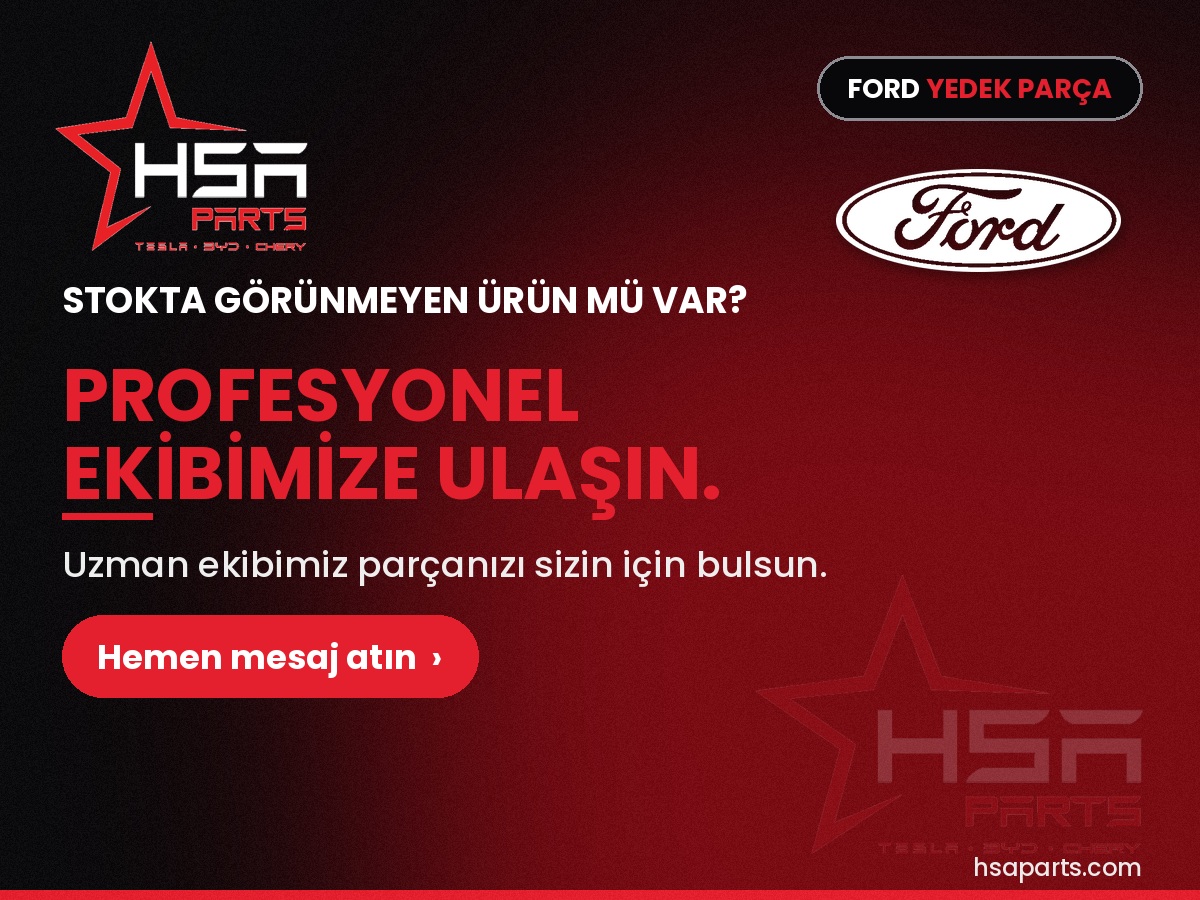 HSA
PARTS
TESLA · BYD · CHERY
FORD YEDEK PARÇA
Ford
STOKTA GÖRÜNMEYEN ÜRÜN MÜ VAR?
PROFESYONEL
EKİBİMİZE ULAŞIN.
Uzman ekibimiz parçanızı sizin için bulsun.
Hemen mesaj atın ›
HSA
PARTS
TESLA · BYD · CHERY
hsaparts.com